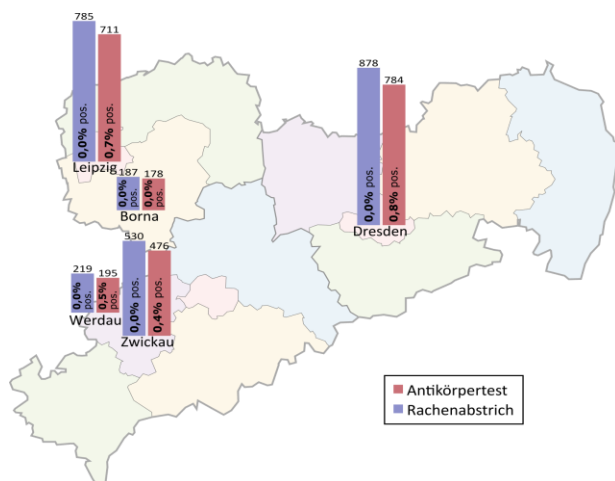 785
711
0,0% pos.
0,7% pos.
Leipzig
187
178
0,0% pos.
0,0% pos.
Borna
878
784
0,0% pos.
0,8% pos.
Dresden
219
195
0,0% pos.
0,5% pos.
Werdau
530
476
0,0% pos.
0,4% pos.
Zwickau
Antikörpertest
Rachenabstrich